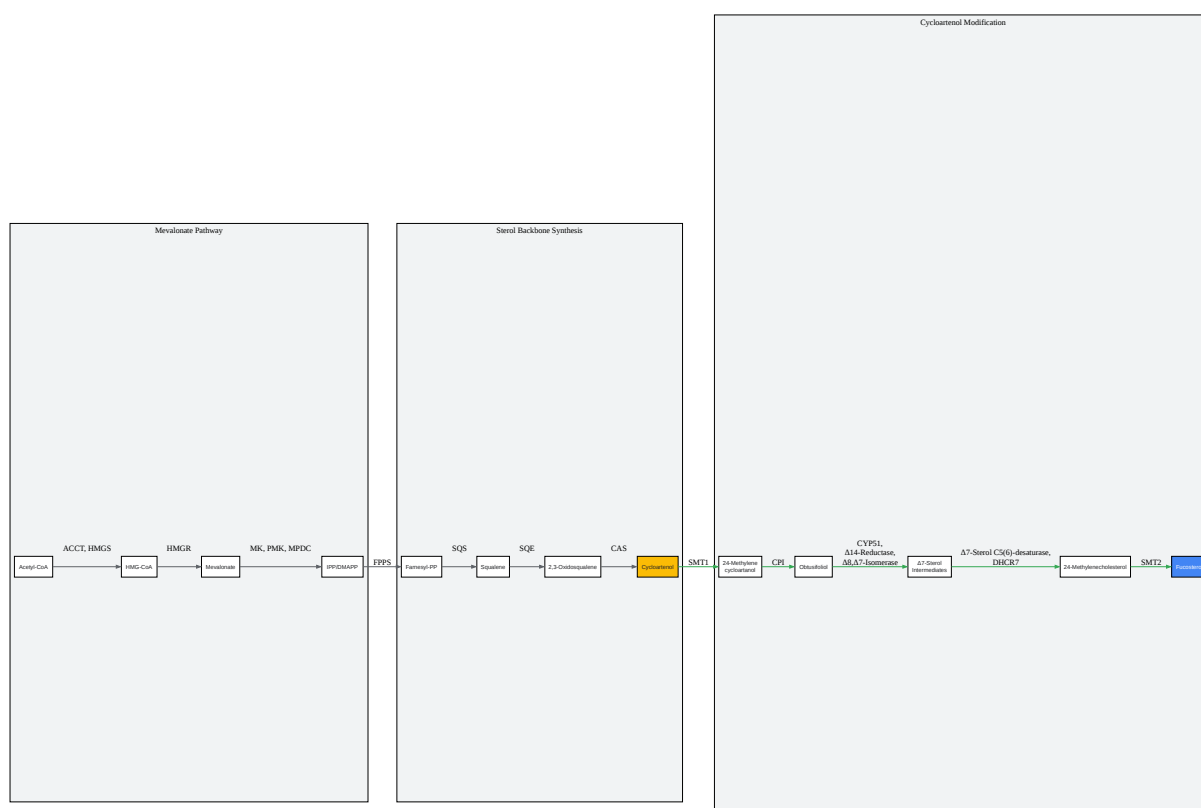 Cycloartenol Modification
Mevalonate Pathway
Sterol Backbone Synthesis
ACCT, HMGS
HMGR
MK, PMK, MPDC
FPPS
SQS
SQE
CAS
SMT1
CPI
CYP51,
Δ14-Reductase,
Δ8,Δ7-Isomerase
Δ7-Sterol C5(6)-desaturase,
DHCR7
SMT2
Acetyl-CoA
HMG-CoA
Mevalonate
IPP/DMAPP
Farnesyl-PP
Squalene
2,3-Oxidosqualene
Cycloartenol
24-Methylene
cycloartanol
Obtusifoliol
Δ7-Sterol
Intermediates
24-Methylenecholesterol